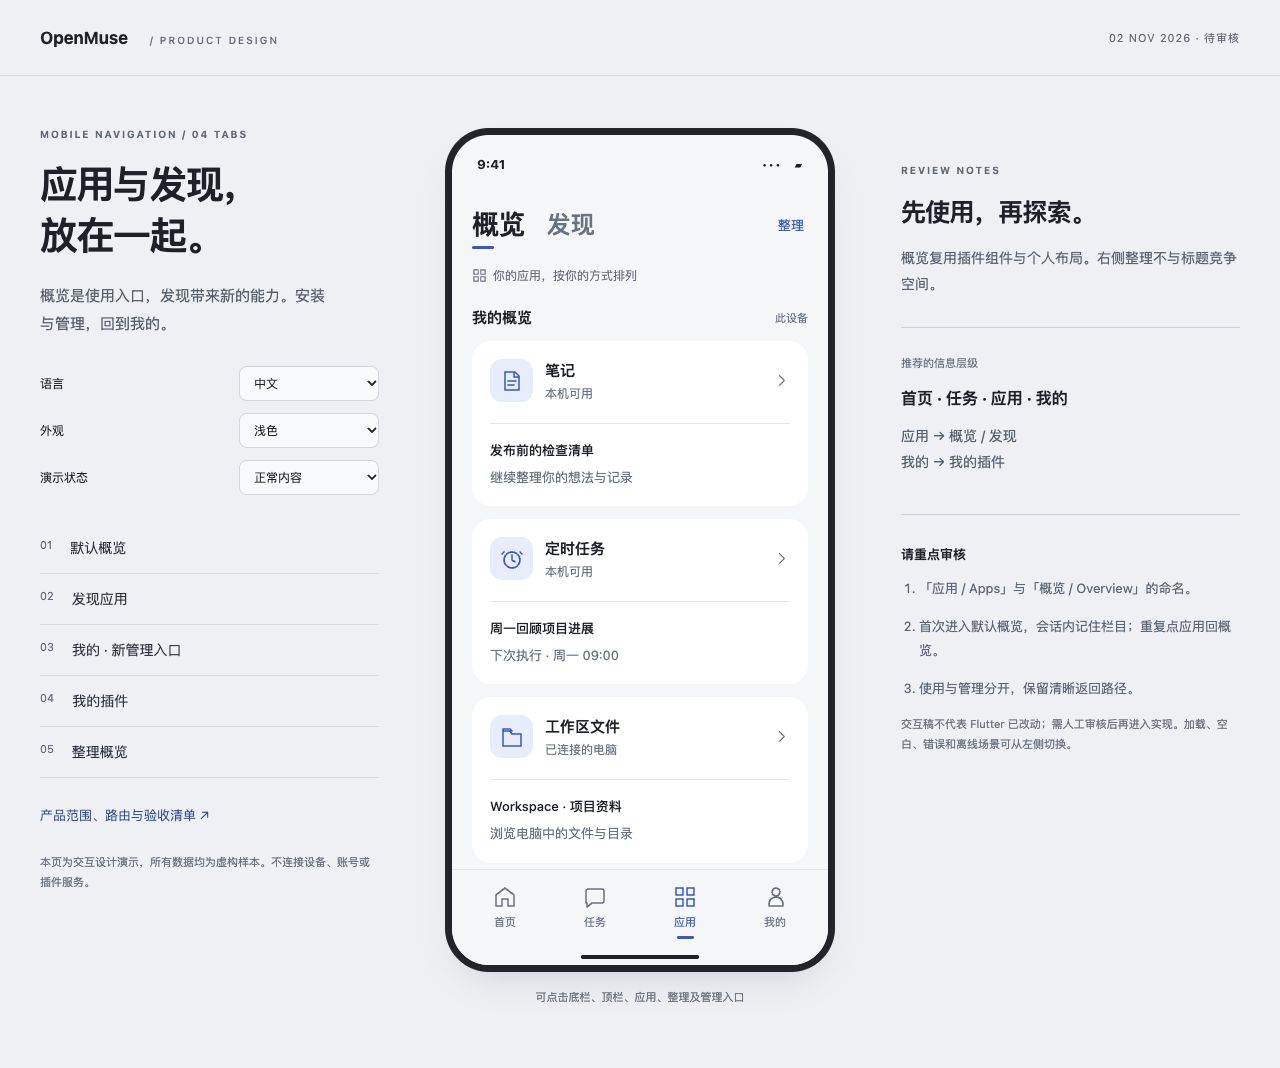 OpenMuse / PRODUCT DESIGN
02 NOV 2026 · 待审核
MOBILE NAVIGATION / 04 TABS
应用与发现，
放在一起。
概览是使用入口，发现带来新的能力。安装
与管理，回到我的。
语言 中文
外观 浅色
演示状态 正常内容
01 默认概览
02 发现应用
03 我的 · 新管理入口
04 我的插件
05 整理概览
产品范围、路由与验收清单 ↗
本页为交互设计演示，所有数据均为虚构样本。不连接设备、账号或
插件服务。
9:41
概览 发现 整理
你的应用，按你的方式排列
我的概览 此设备
笔记
本机可用
发布前的检查清单
继续整理你的想法与记录
定时任务
本机可用
周一回顾项目进展
下次执行 · 周一 09:00
工作区文件
已连接的电脑
Workspace · 项目资料
浏览电脑中的文件与目录
首页 任务 应用 我的
可点击底栏、顶栏、应用、整理及管理入口
REVIEW NOTES
先使用，再探索。
概览复用插件组件与个人布局。右侧整理不与标题竞争
空间。
推荐的信息层级
首页 · 任务 · 应用 · 我的
应用 → 概览 / 发现
我的 → 我的插件
请重点审核
1. 「应用 / Apps」与「概览 / Overview」的命名。
2. 首次进入默认概览，会话内记住栏目；重复点应用回概
览。
3. 使用与管理分开，保留清晰返回路径。
交互稿不代表 Flutter 已改动；需人工审核后再进入实现。加载、空
白、错误和离线场景可从左侧切换。